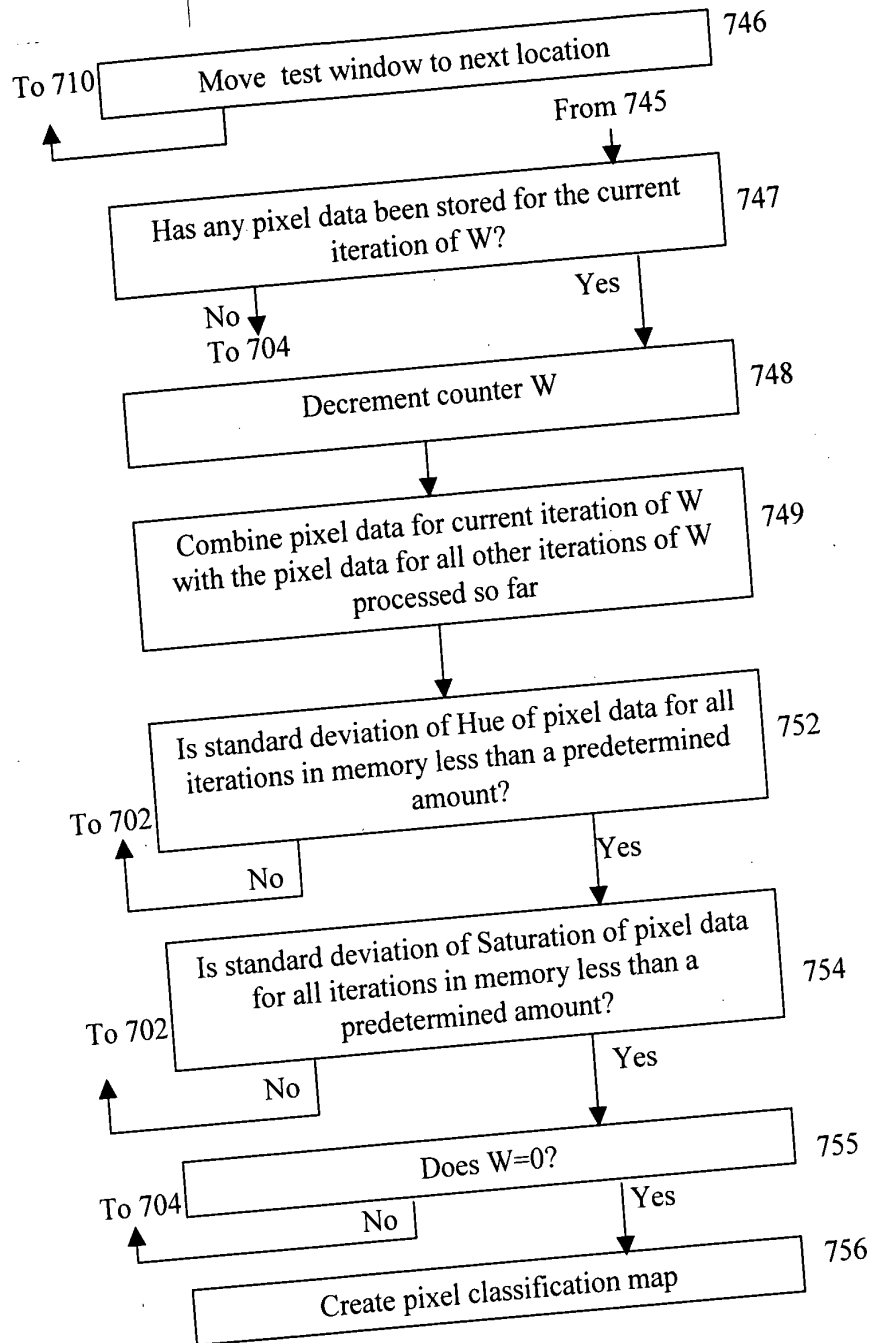 746
To 710
Move test window to next location
From 745
Has any pixel data been stored for the current
iteration of W?
747
No
Yes
To 704
Decrement counter W
748
Combine pixel data for current iteration of W
with the pixel data for all other iterations of W
processed so far
749
Is standard deviation of Hue of pixel data for all
iterations in memory less than a predetermined
amount?
752
To 702
No
Yes
Is standard deviation of Saturation of pixel data
for all iterations in memory less than a
predetermined amount?
754
To 702
No
Yes
Does W=0?
755
To 704
No
Yes
Create pixel classification map
756